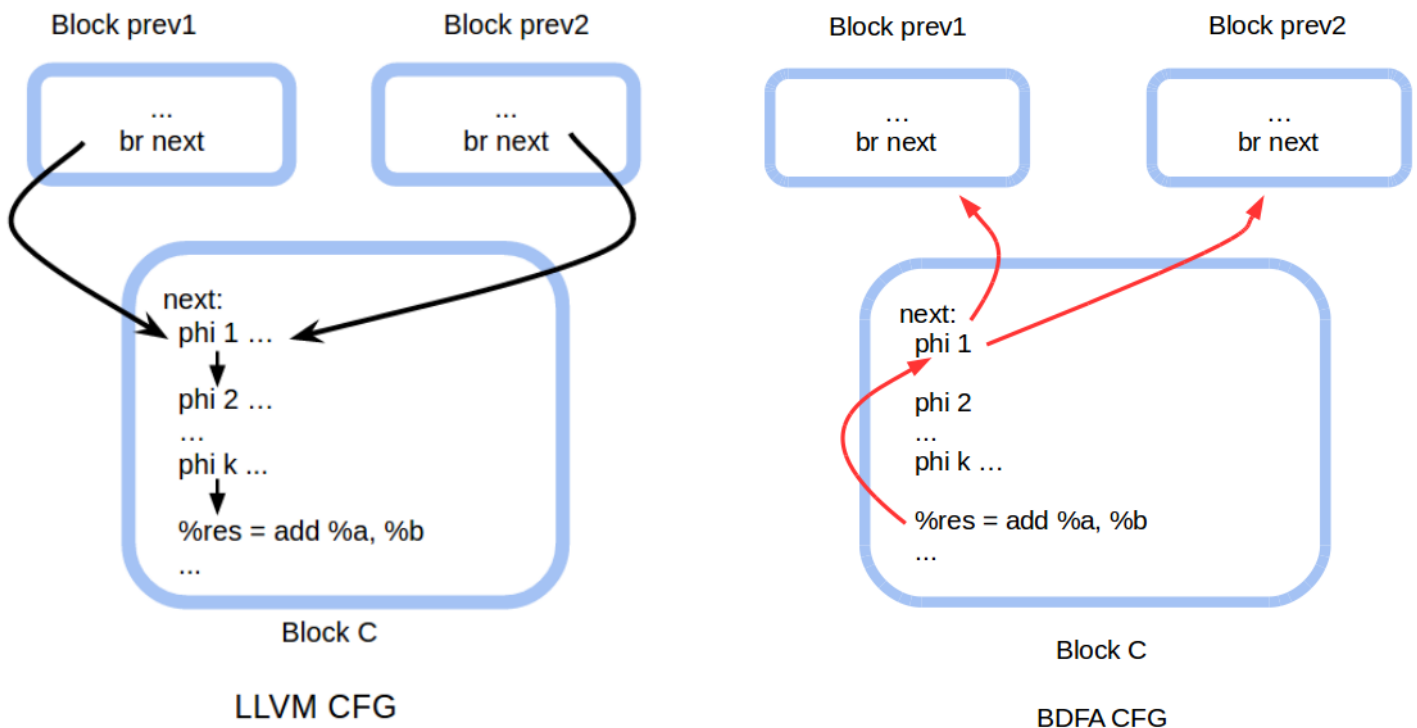 Block prev1
Block prev2
...
br next
...
br next
next:
phi 1 ...
phi 2 ...
...
phi k ...
%res = add %a, %b
...
Block C
LLVM CFG
Block prev1
Block prev2
...
br next
...
br next
next:
phi 1
phi 2
...
phi k ...
%res = add %a, %b
...
Block C
BDFA CFG